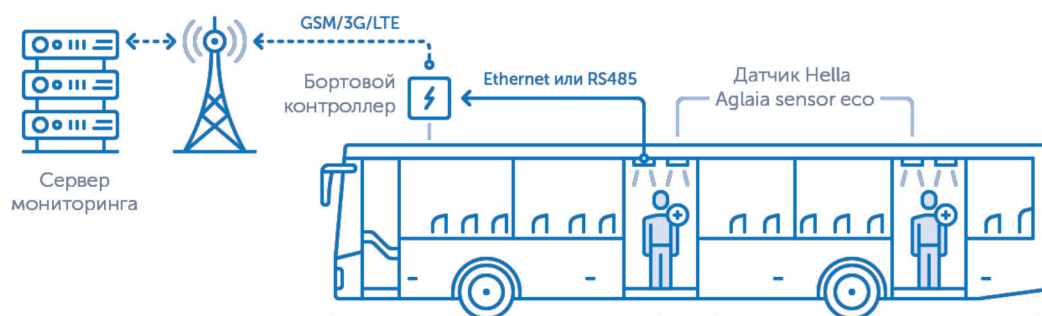 GSM/3G/LTE
Бортовой
контроллер
Ethernet или RS485
Датчик Hella
Aglaia sensor eco
Сервер
мониторинга